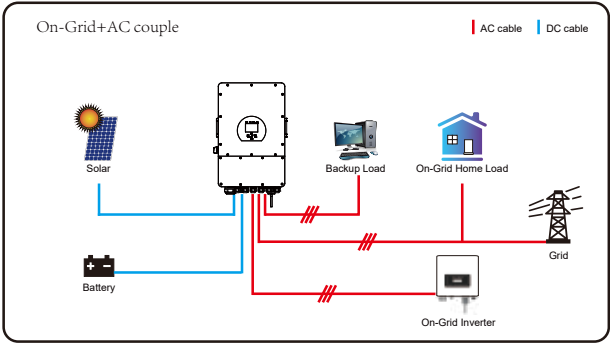 On-Grid+AC couple
AC cable
DC cable
Solar
Backup Load
On-Grid Home Load
Grid
Battery
On-Grid Inverter